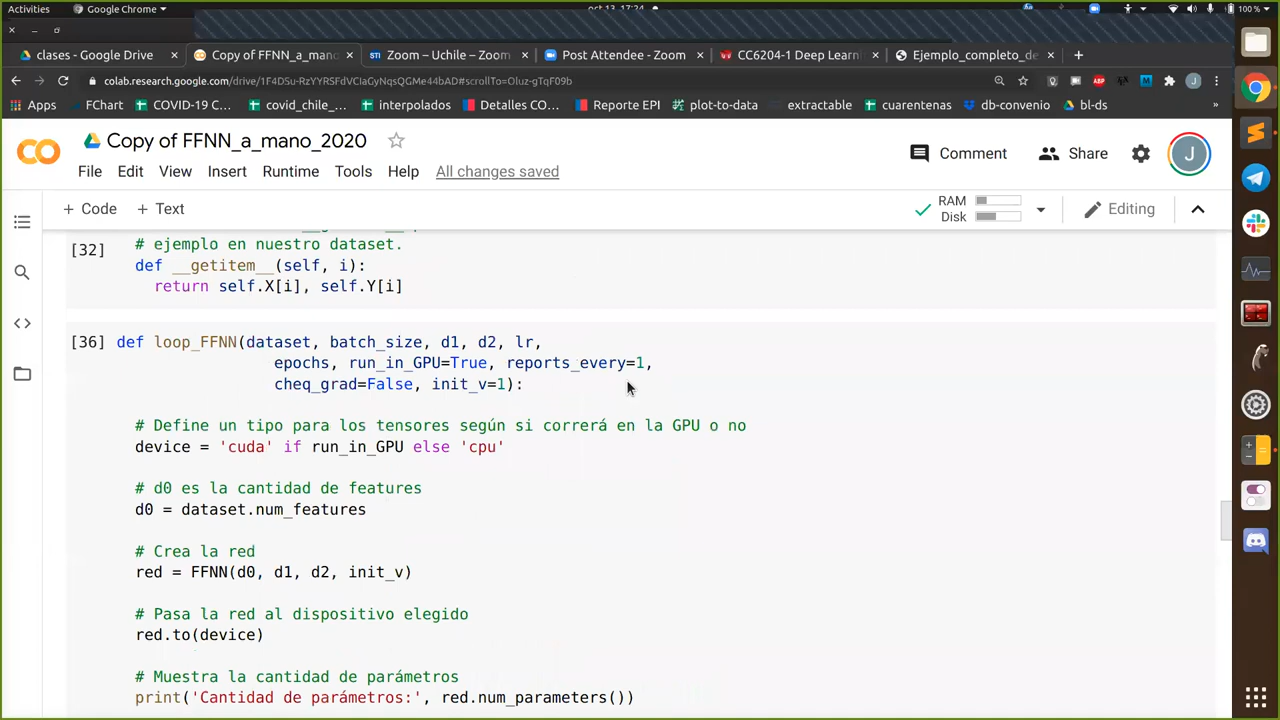 Activities
Google Chrome
oct 13, 17:24
100 %
clases - Google Drive
Copy of FFNN_a_mano_
Zoom – Uchile – Zoom
Post Attendee - Zoom
CC6204-1 Deep Learni
Ejemplo_completo_de
colab.research.google.com/drive/1F4DSu-RzYYRSFdVCIaGyNqsQGMe44bAD#scrollTo=Oluz-gTqF09b
Apps
FChart
COVID-19 C...
covid_chile_...
interpolados
Detalles CO...
Reporte EPI
plot-to-data
extractable
cuarentenas
db-convenio
bl-ds
»
Copy of FFNN_a_mano_2020
Comment
Share
J
File Edit View Insert Runtime Tools Help All changes saved
+ Code + Text
RAM
Disk
Editing
[32]
# ejemplo en nuestro dataset.
def __getitem__(self, i):
return self.X[i], self.Y[i]
[36] def loop_FFNN(dataset, batch_size, d1, d2, lr,
epochs, run_in_GPU=True, reports_every=1,
cheq_grad=False, init_v=1):
# Define un tipo para los tensores según si correrá en la GPU o no
device = 'cuda' if run_in_GPU else 'cpu'
# d0 es la cantidad de features
d0 = dataset.num_features
# Crea la red
red = FFNN(d0, d1, d2, init_v)
# Pasa la red al dispositivo elegido
red.to(device)
# Muestra la cantidad de parámetros
print('Cantidad de parámetros:', red.num_parameters())